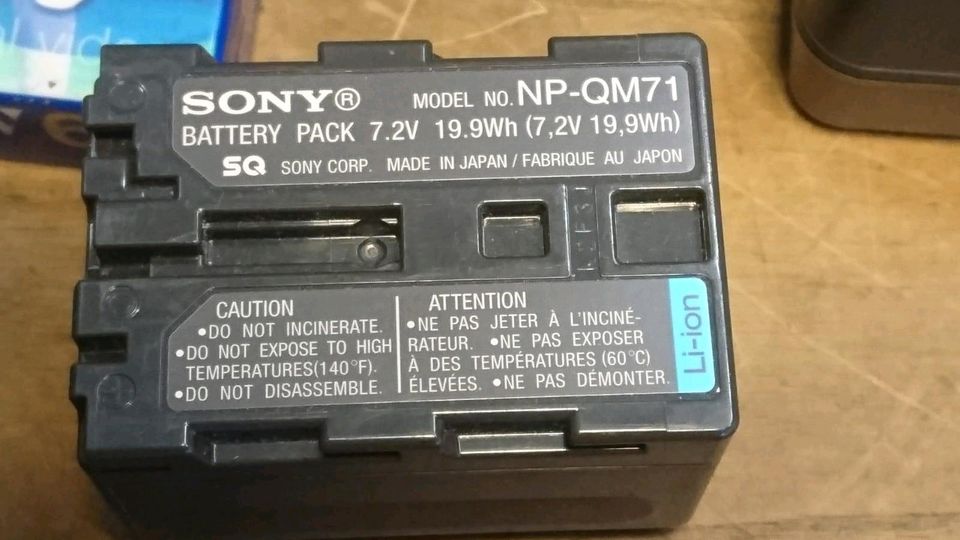 SONY® MODEL NO. NP-QM71
BATTERY PACK 7.2V 19.9Wh (7,2V 19,9Wh)
SQ SONY CORP. MADE IN JAPAN / FABRIQUE AU JAPON
CAUTION
•DO NOT INCINERATE.
•DO NOT EXPOSE TO HIGH
TEMPERATURES(140°F).
•DO NOT DISASSEMBLE.
ATTENTION
•NE PAS JETER À L'INCINÉ-
RATEUR. •NE PAS EXPOSER
À DES TEMPÉRATURES (60°C)
ÉLEVÉES. •NE PAS DÉMONTER.
Li-ion